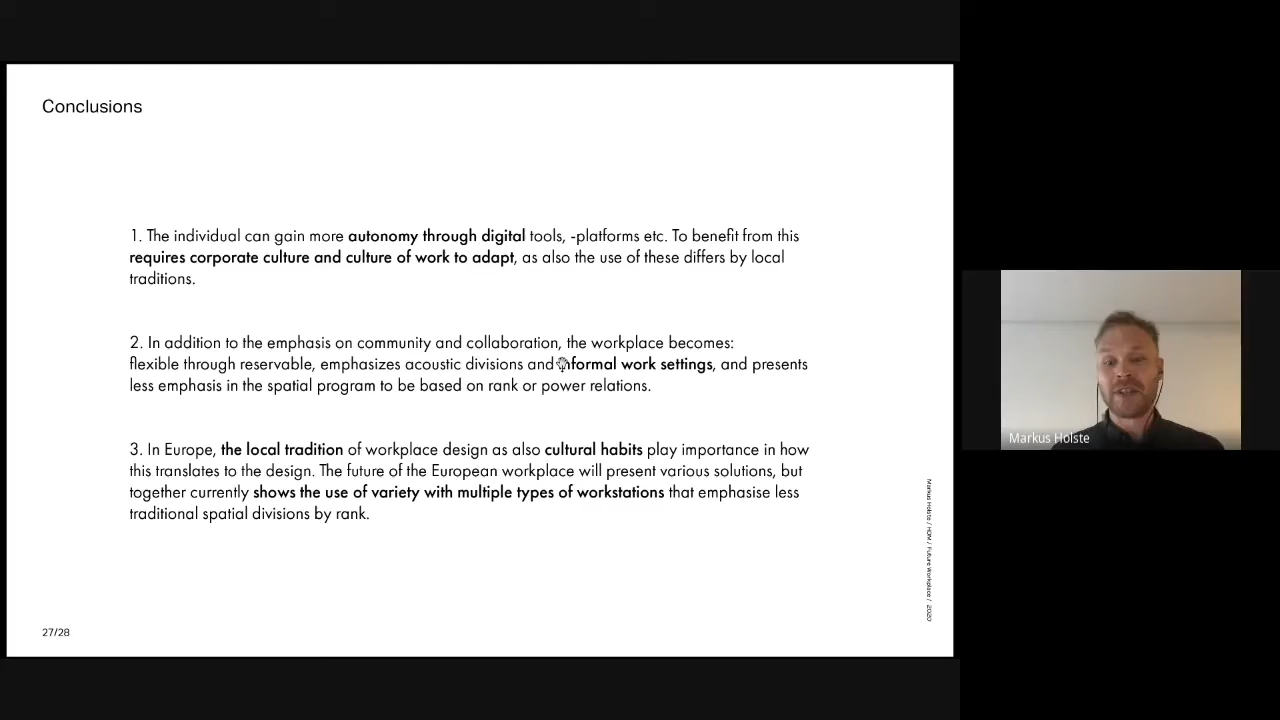 Conclusions
1. The individual can gain more autonomy through digital tools, -platforms etc. To benefit from this
requires corporate culture and culture of work to adapt, as also the use of these differs by local
traditions.
2. In addition to the emphasis on community and collaboration, the workplace becomes:
flexible through reservable, emphasizes acoustic divisions and informal work settings, and presents
less emphasis in the spatial program to be based on rank or power relations.
3. In Europe, the local tradition of workplace design as also cultural habits play importance in how
this translates to the design. The future of the European workplace will present various solutions, but
together currently shows the use of variety with multiple types of workstations that emphasise less
traditional spatial divisions by rank.
27/28
Markus Holste / HDM / Future Workplace / 2020
Markus Holste